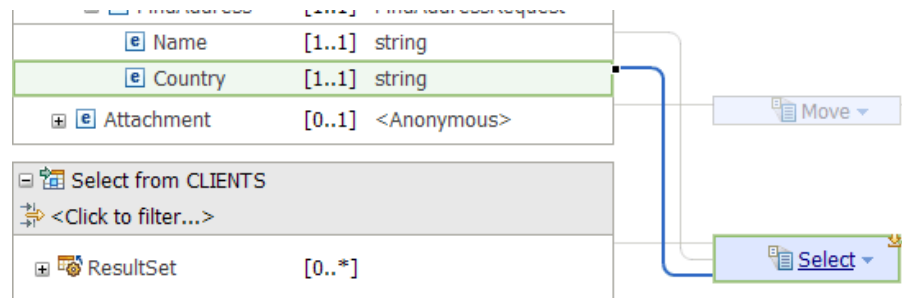 Name [1..1] string
Country [1..1] string
Attachment [0..1] <Anonymous>
Move
Select from CLIENTS
<Click to filter...>
ResultSet [0..*]
Select